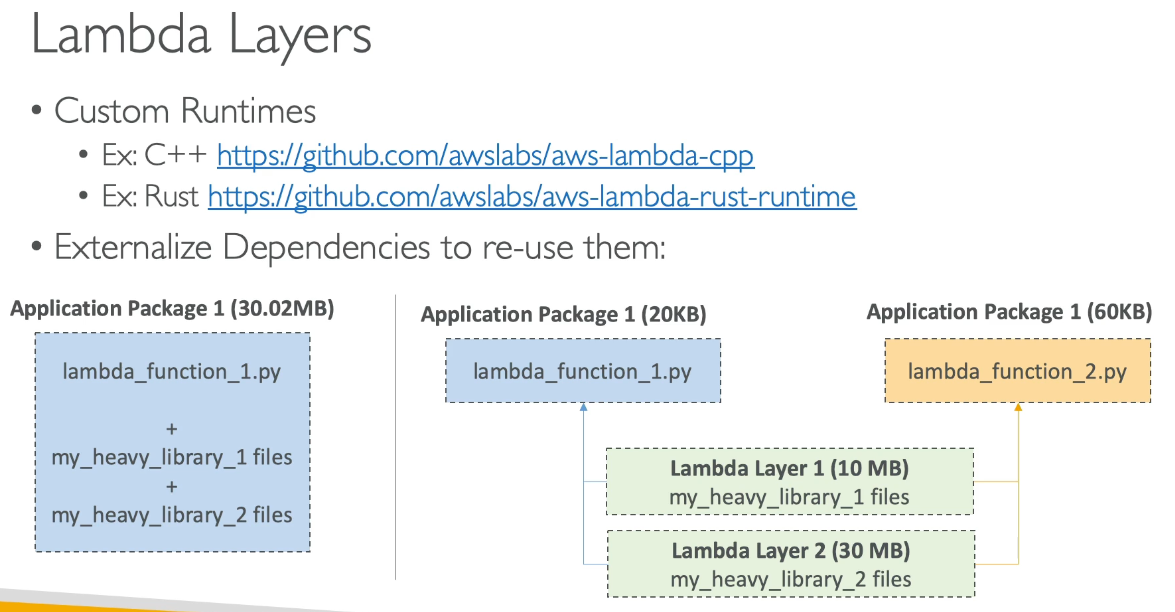 Lambda Layers
• Custom Runtimes
• Ex: C++ https://github.com/awslabs/aws-lambda-cpp
• Ex: Rust https://github.com/awslabs/aws-lambda-rust-runtime
• Externalize Dependencies to re-use them:
Application Package 1 (30.02MB)
lambda_function_1.py
+
my_heavy_library_1 files
+
my_heavy_library_2 files
Application Package 1 (20KB)
lambda_function_1.py
Application Package 1 (60KB)
lambda_function_2.py
Lambda Layer 1 (10 MB)
my_heavy_library_1 files
Lambda Layer 2 (30 MB)
my_heavy_library_2 files